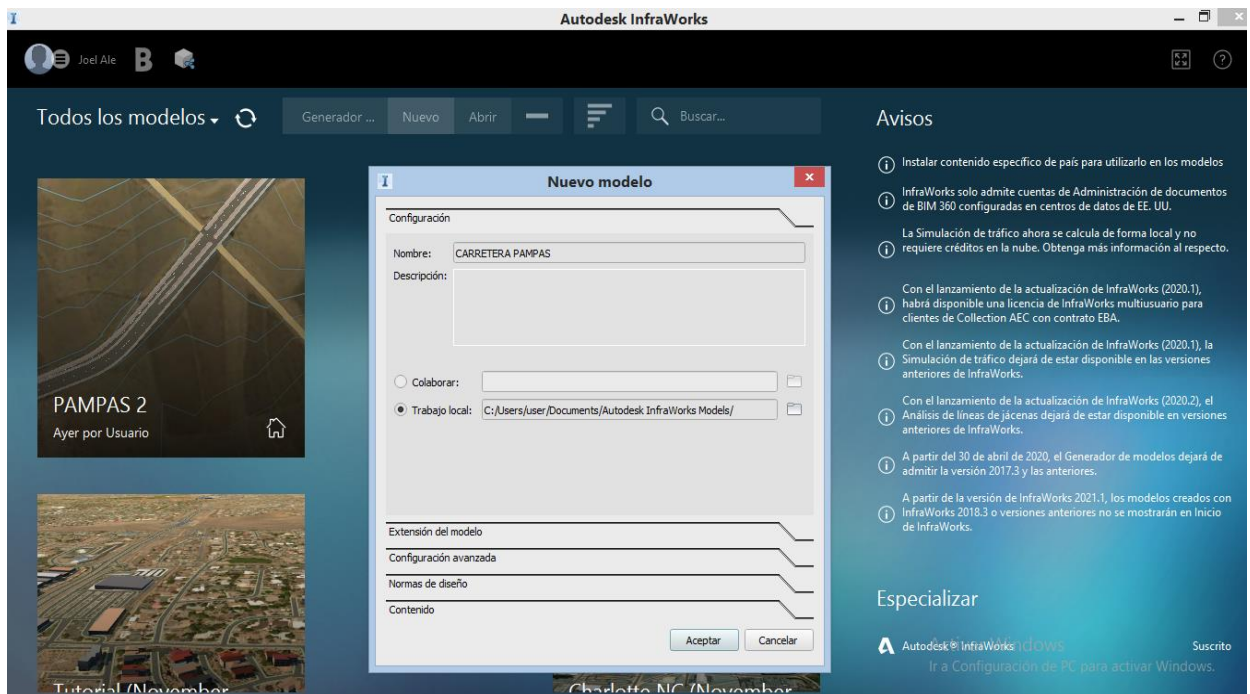 Autodesk InfraWorks
Joel Ale
B
Todos los modelos
Generador ...
Nuevo
Abrir
Buscar...
PAMPAS 2
Ayer por Usuario
Tutorial (November
Charlotte NC (November
Nuevo modelo
Configuración
Nombre: CARRETERA PAMPAS
Descripción:
Colaborar:
Trabajo local: C:/Users/user/Documents/Autodesk InfraWorks Models/
Extensión del modelo
Configuración avanzada
Normas de diseño
Contenido
Aceptar
Cancelar
Avisos
Instalar contenido específico de país para utilizarlo en los modelos
InfraWorks solo admite cuentas de Administración de documentos
de BIM 360 configuradas en centros de datos de EE. UU.
La Simulación de tráfico ahora se calcula de forma local y no
requiere créditos en la nube. Obtenga más información al respecto.
Con el lanzamiento de la actualización de InfraWorks (2020.1),
habrá disponible una licencia de InfraWorks multiusuario para
clientes de Collection AEC con contrato EBA.
Con el lanzamiento de la actualización de InfraWorks (2020.1), la
Simulación de tráfico dejará de estar disponible en las versiones
anteriores de InfraWorks.
Con el lanzamiento de la actualización de InfraWorks (2020.2), el
Análisis de líneas de jácenas dejará de estar disponible en versiones
anteriores de InfraWorks.
A partir del 30 de abril de 2020, el Generador de modelos dejará de
admitir la versión 2017.3 y las anteriores.
A partir de la versión de InfraWorks 2021.1, los modelos creados con
InfraWorks 2018.3 o versiones anteriores no se mostrarán en Inicio
de InfraWorks.
Especializar
Autodesk® InfraWorks
Suscrito
Activar Windows
Ir a Configuración de PC para activar Windows.